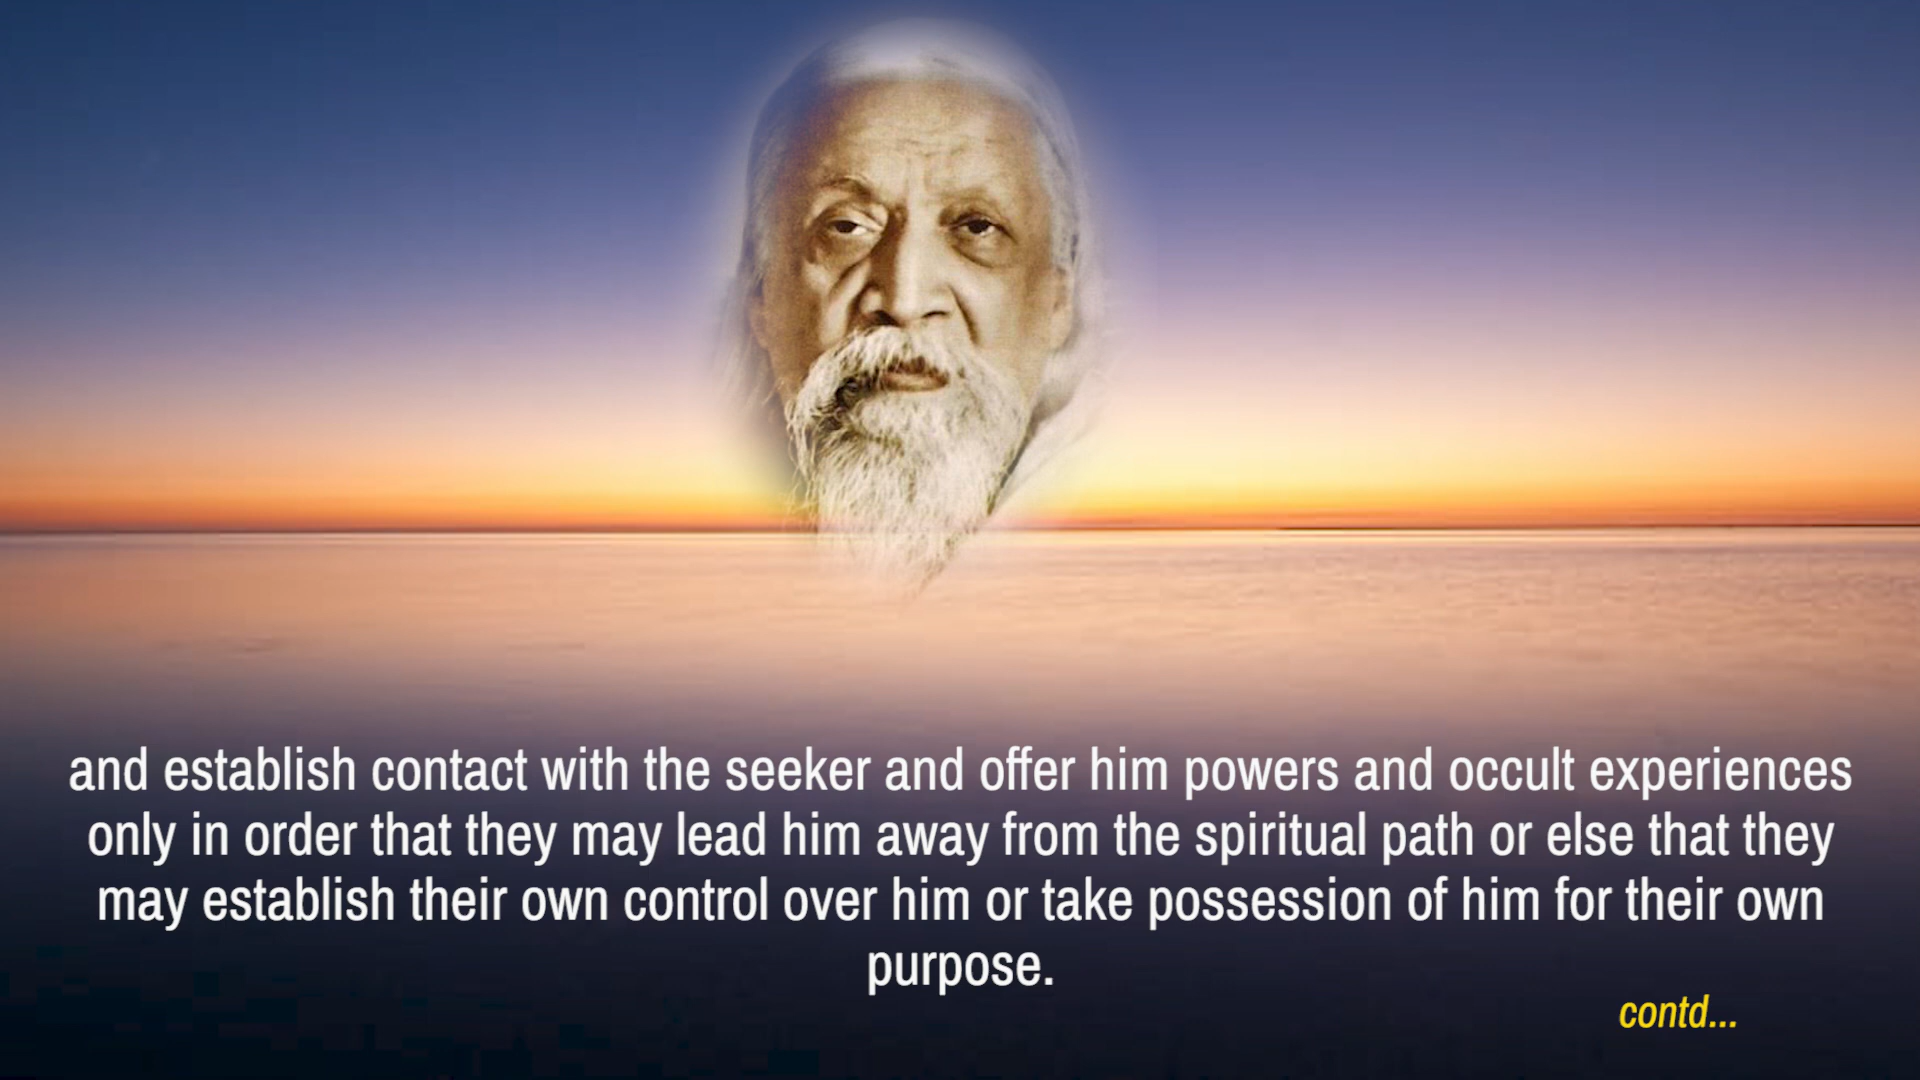 and establish contact with the seeker and offer him powers and occult experiences
only in order that they may lead him away from the spiritual path or else that they
may establish their own control over him or take possession of him for their own
purpose.
contd...